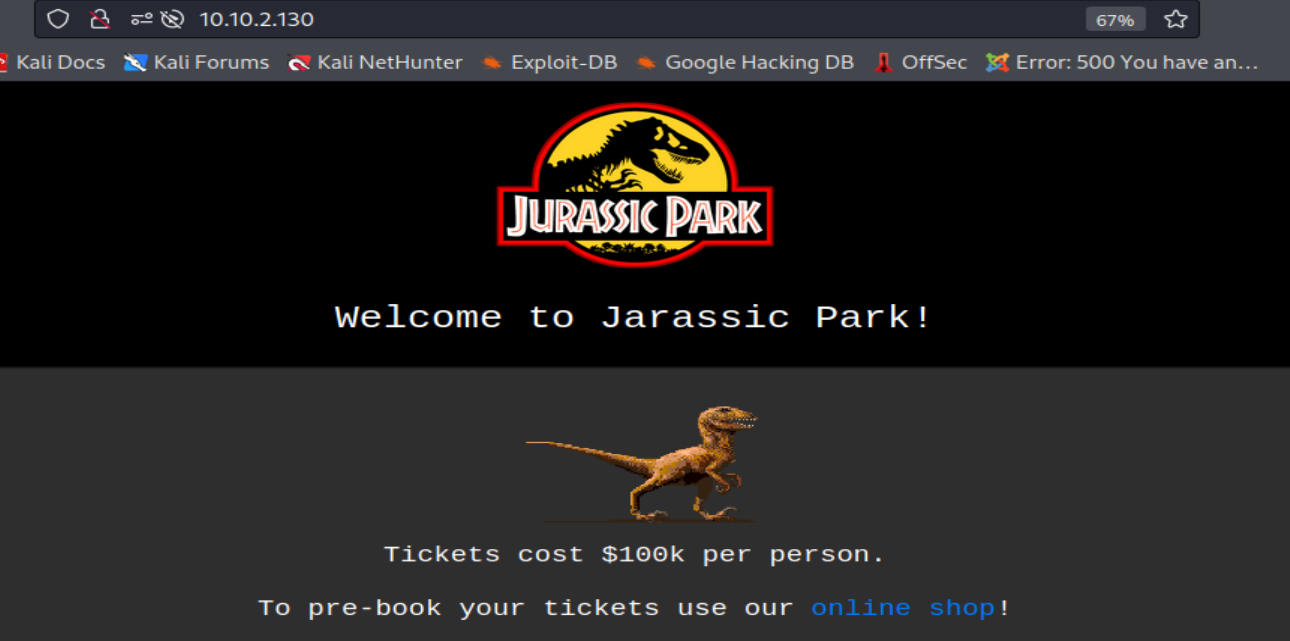 10.10.2.130 67%
Kali Docs Kali Forums Kali NetHunter Exploit-DB Google Hacking DB OffSec Error: 500 You have an...
JURASSIC PARK
Welcome to Jarassic Park!
Tickets cost $100k per person.
To pre-book your tickets use our online shop!